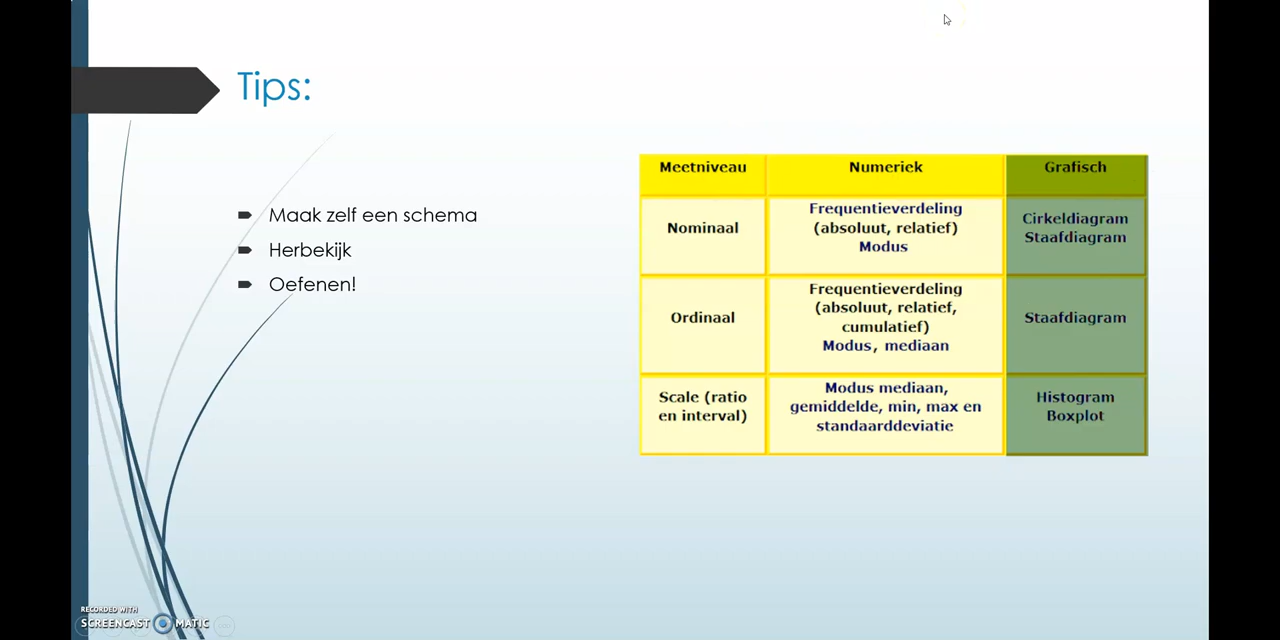 Tips:
Maak zelf een schema
Herbekijk
Oefenen!
Meetniveau
Numeriek
Grafisch
Nominaal
Frequentieverdeling
(absoluut, relatief)
Modus
Cirkeldiagram
Staafdiagram
Ordinaal
Frequentieverdeling
(absoluut, relatief,
cumulatief)
Modus, mediaan
Staafdiagram
Scale (ratio
en interval)
Modus mediaan,
gemiddelde, min, max en
standaarddeviatie
Histogram
Boxplot
RECORDED WITH
SCREENCAST MATIC